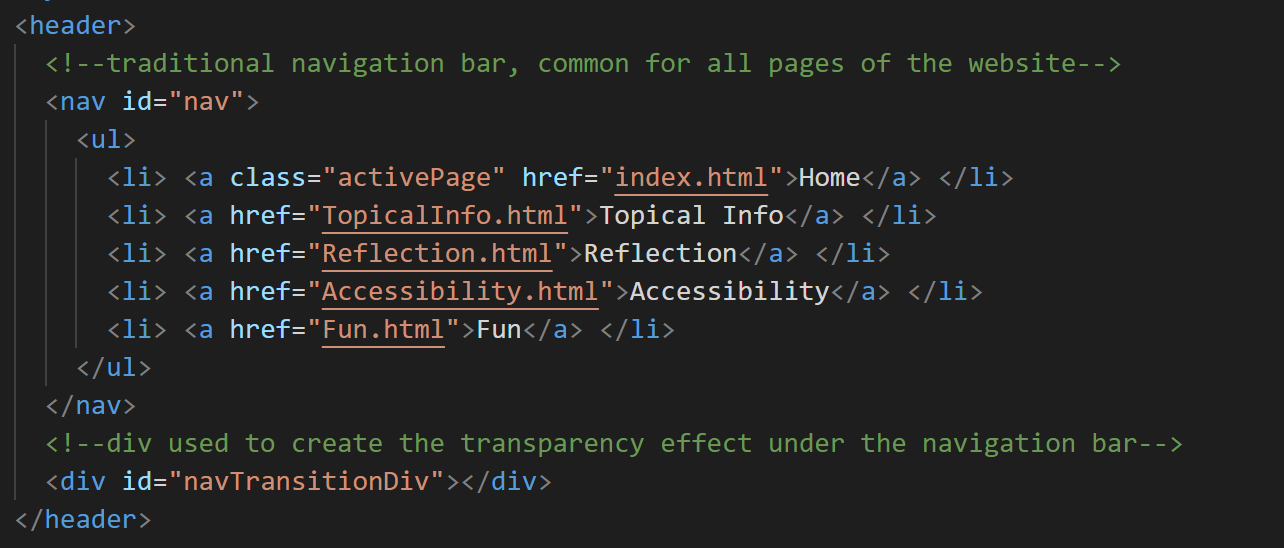 <header>
<!--traditional navigation bar, common for all pages of the website-->
<nav id="nav">
<ul>
<li> <a class="activePage" href="index.html">Home</a> </li>
<li> <a href="TopicalInfo.html">Topical Info</a> </li>
<li> <a href="Reflection.html">Reflection</a> </li>
<li> <a href="Accessibility.html">Accessibility</a> </li>
<li> <a href="Fun.html">Fun</a> </li>
</ul>
</nav>
<!--div used to create the transparency effect under the navigation bar-->
<div id="navTransitionDiv"></div>
</header>